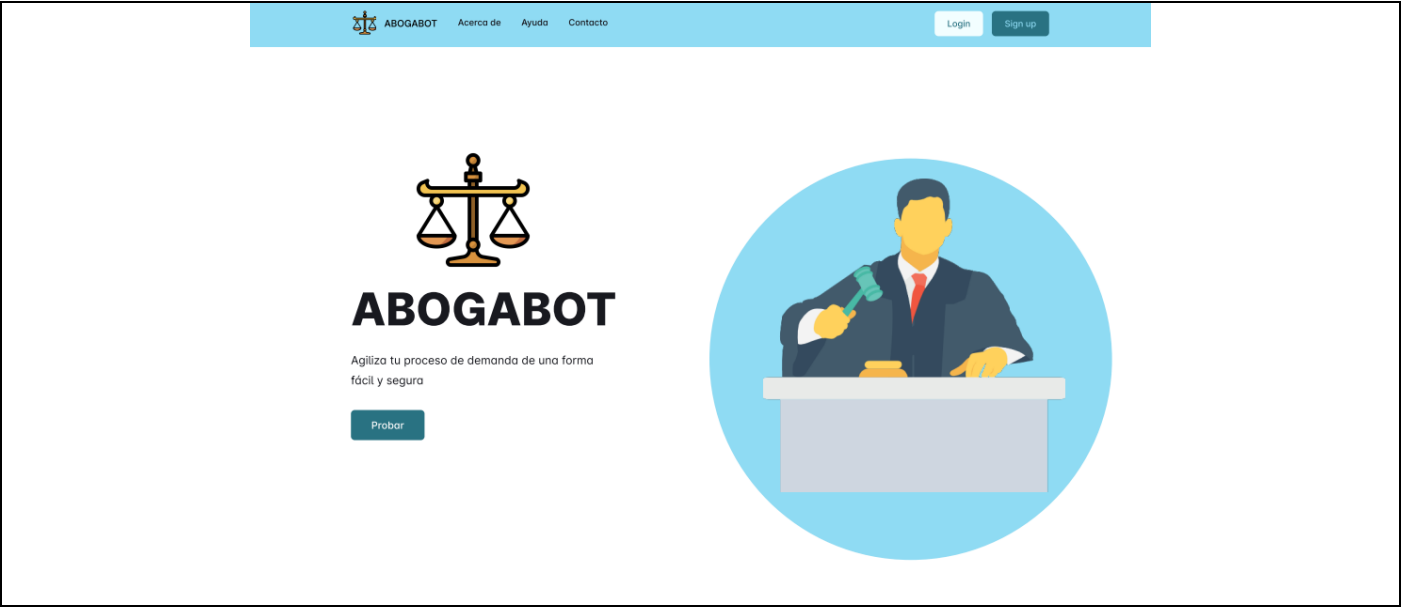 ABOGABOT Acerca de Ayuda Contacto Login Sign up
ABOGABOT
Agiliza tu proceso de demanda de una forma
fácil y segura
Probar